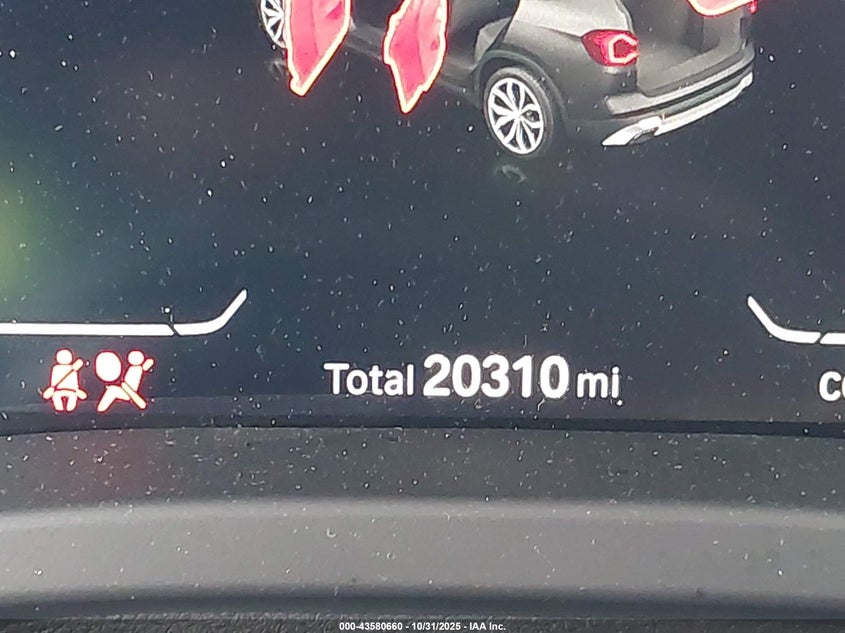 Total 20310 mi
000-43580660 - 10/31/2025 - IAA Inc.